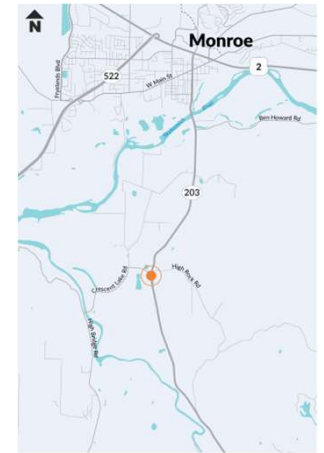 N
Monroe
522
2
W Main St
Fryelands Blvd
Ben Howard Rd
203
Crescent Lake Rd
High Rock Rd
High Bridge Rd